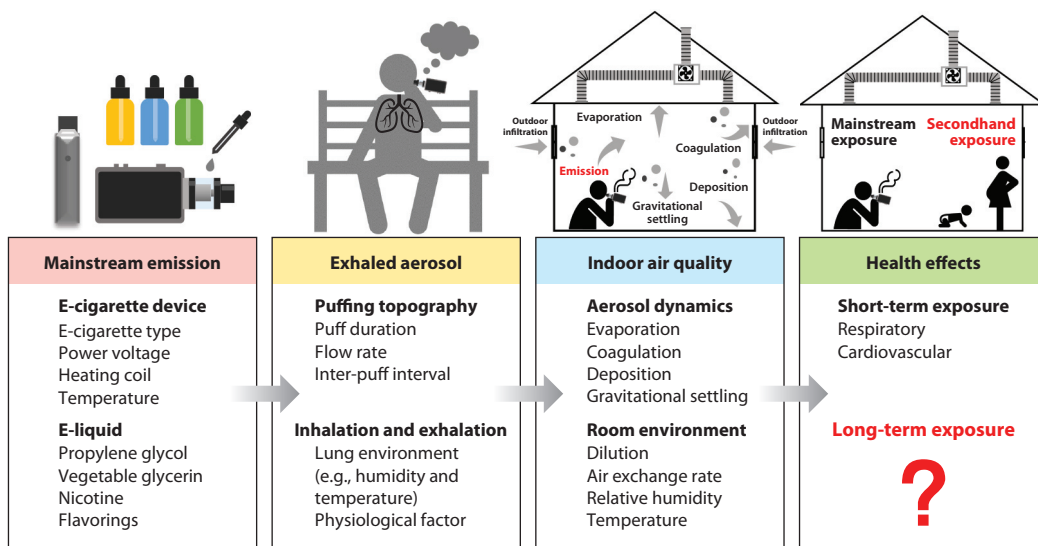 Outdoor
infiltration
Evaporation
Emission
Coagulation
Deposition
Gravitational
settling
Outdoor
infiltration
Mainstream
exposure
Secondhand
exposure
Mainstream emission
E-cigarette device
E-cigarette type
Power voltage
Heating coil
Temperature
E-liquid
Propylene glycol
Vegetable glycerin
Nicotine
Flavorings
Exhaled aerosol
Puffing topography
Puff duration
Flow rate
Inter-puff interval
Inhalation and exhalation
Lung environment
(e.g., humidity and
temperature)
Physiological factor
Indoor air quality
Aerosol dynamics
Evaporation
Coagulation
Deposition
Gravitational settling
Room environment
Dilution
Air exchange rate
Relative humidity
Temperature
Health effects
Short-term exposure
Respiratory
Cardiovascular
Long-term exposure
?